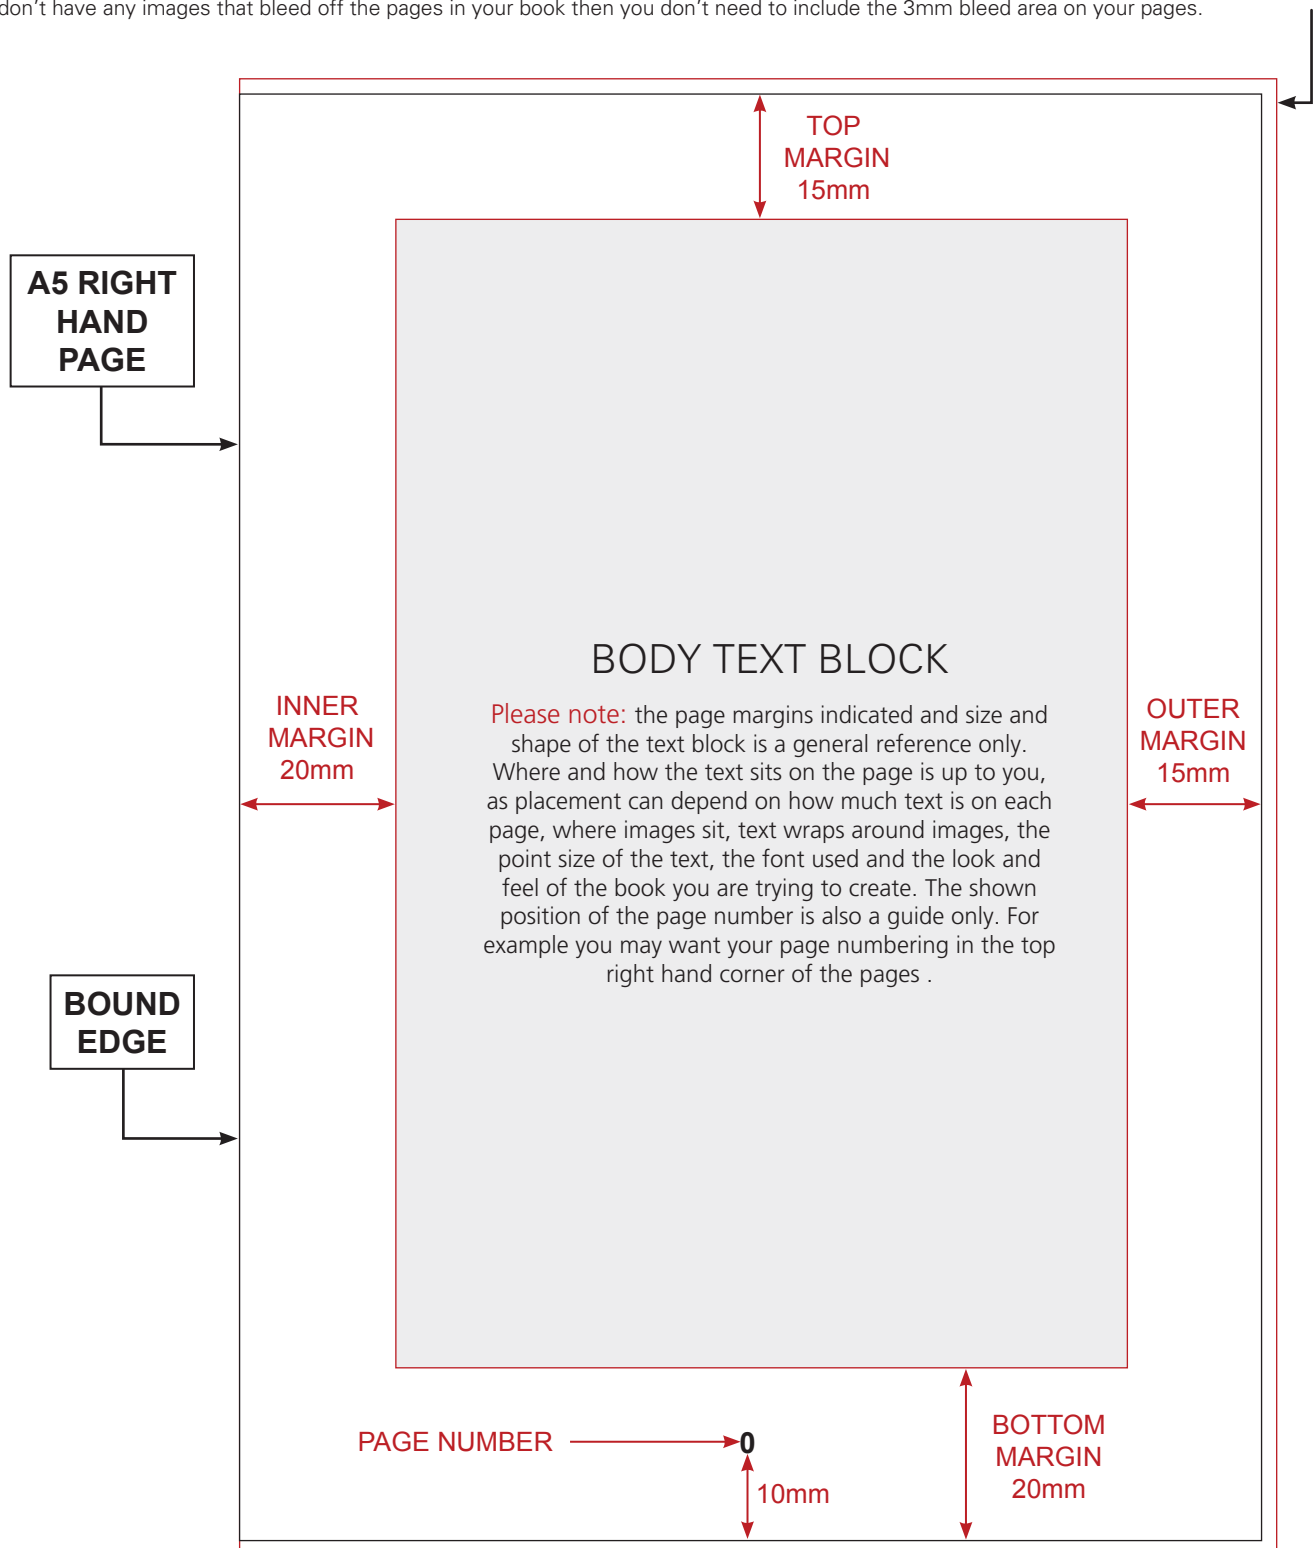 don't have any images that bleed off the pages in your book then you don't need to include the 3mm bleed area on your pages.
TOP
MARGIN
15mm
A5 RIGHT
HAND
PAGE
BODY TEXT BLOCK
Please note: the page margins indicated and size and
shape of the text block is a general reference only.
Where and how the text sits on the page is up to you,
as placement can depend on how much text is on each
page, where images sit, text wraps around images, the
point size of the text, the font used and the look and
feel of the book you are trying to create. The shown
position of the page number is also a guide only. For
example you may want your page numbering in the top
right hand corner of the pages .
INNER
MARGIN
20mm
OUTER
MARGIN
15mm
BOUND
EDGE
PAGE NUMBER
0
10mm
BOTTOM
MARGIN
20mm